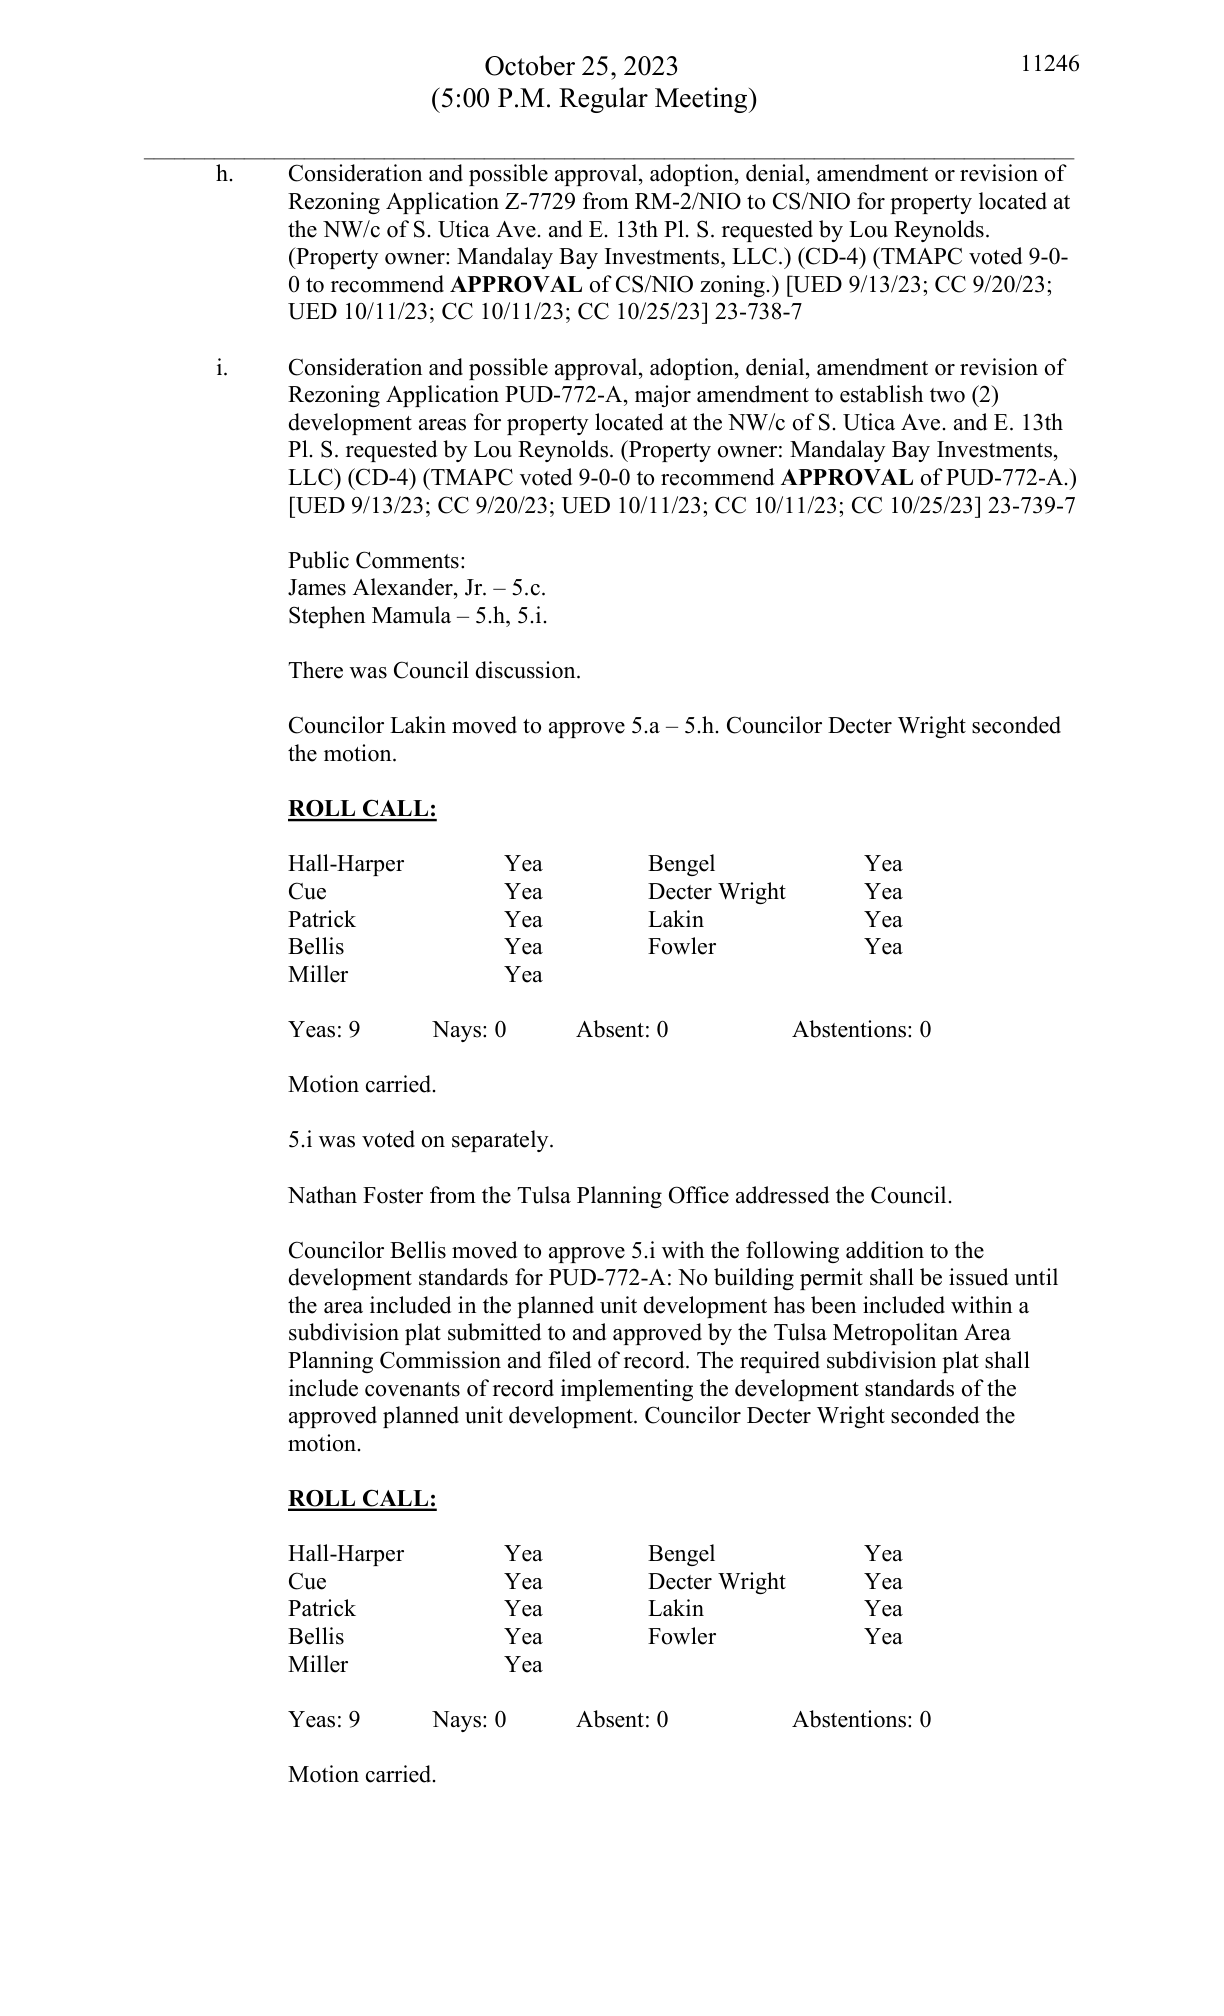 October 25, 2023
11246
(5:00 P.M. Regular Meeting)
h. Consideration and possible approval, adoption, denial, amendment or revision of
Rezoning Application Z-7729 from RM-2/NIO to CS/NIO for property located at
the NW/c of S. Utica Ave. and E. 13th Pl. S. requested by Lou Reynolds.
(Property owner: Mandalay Bay Investments, LLC.) (CD-4) (TMAPC voted 9-0-
0 to recommend APPROVAL of CS/NIO zoning.) [UED 9/13/23; CC 9/20/23;
UED 10/11/23; CC 10/11/23; CC 10/25/23] 23-738-7
i. Consideration and possible approval, adoption, denial, amendment or revision of
Rezoning Application PUD-772-A, major amendment to establish two (2)
development areas for property located at the NW/c of S. Utica Ave. and E. 13th
Pl. S. requested by Lou Reynolds. (Property owner: Mandalay Bay Investments,
LLC) (CD-4) (TMAPC voted 9-0-0 to recommend APPROVAL of PUD-772-A.)
[UED 9/13/23; CC 9/20/23; UED 10/11/23; CC 10/11/23; CC 10/25/23] 23-739-7
Public Comments:
James Alexander, Jr. – 5.c.
Stephen Mamula – 5.h, 5.i.
There was Council discussion.
Councilor Lakin moved to approve 5.a – 5.h. Councilor Decter Wright seconded
the motion.
ROLL CALL:
Hall-Harper Yea Bengel Yea
Cue Yea Decter Wright Yea
Patrick Yea Lakin Yea
Bellis Yea Fowler Yea
Miller Yea
Yeas: 9 Nays: 0 Absent: 0 Abstentions: 0
Motion carried.
5.i was voted on separately.
Nathan Foster from the Tulsa Planning Office addressed the Council.
Councilor Bellis moved to approve 5.i with the following addition to the
development standards for PUD-772-A: No building permit shall be issued until
the area included in the planned unit development has been included within a
subdivision plat submitted to and approved by the Tulsa Metropolitan Area
Planning Commission and filed of record. The required subdivision plat shall
include covenants of record implementing the development standards of the
approved planned unit development. Councilor Decter Wright seconded the
motion.
ROLL CALL:
Hall-Harper Yea Bengel Yea
Cue Yea Decter Wright Yea
Patrick Yea Lakin Yea
Bellis Yea Fowler Yea
Miller Yea
Yeas: 9 Nays: 0 Absent: 0 Abstentions: 0
Motion carried.